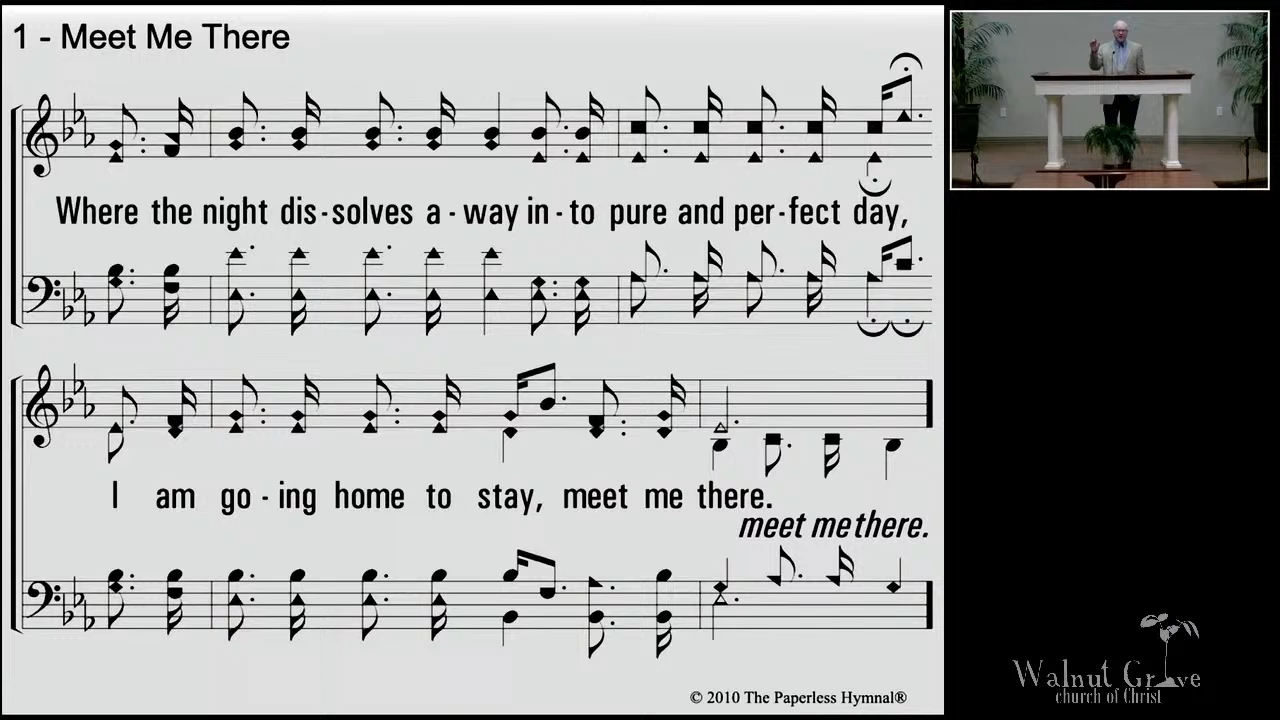 1 - Meet Me There
Where the night dis-solves a-way in-to pure and per-fect day,
I am go-ing home to stay, meet me there.
meet me there.
© 2010 The Paperless Hymnal®
Walnut Grove
church of Christ